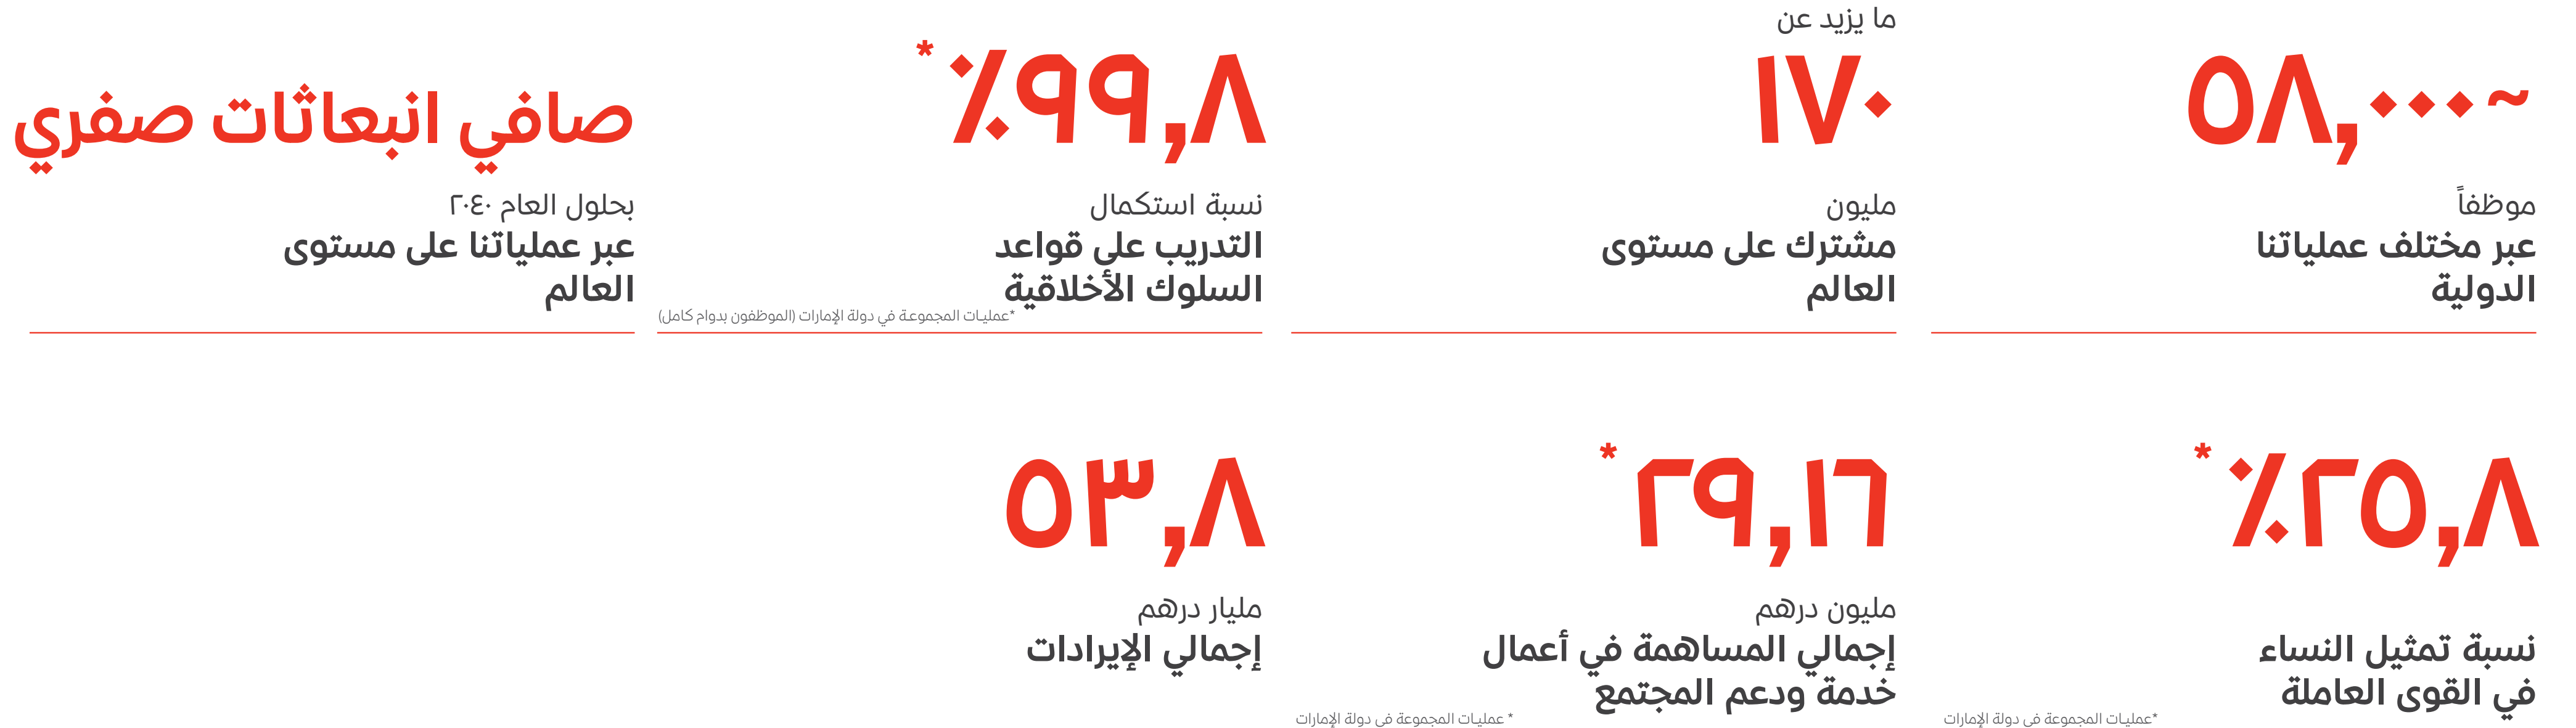 ~٥٨,٠٠٠
موظفاً
عبر مختلف عملياتنا
الدولية
ما يزيد عن
١٧٠
مليون
مشترك على مستوى
العالم
٪٩٩,٨*
نسبة استكمال
التدريب على قواعد
السلوك الأخلاقية
*عمليات المجموعة في دولة الإمارات (الموظفون بدوام كامل)
صافي انبعاثات صفري
بحلول العام ٢٠٤٠
عبر عملياتنا على مستوى
العالم
٪٢٥,٨*
نسبة تمثيل النساء
في القوى العاملة
*عمليات المجموعة في دولة الإمارات
٢٩,١٦*
مليون درهم
إجمالي المساهمة في أعمال
خدمة ودعم المجتمع
* عمليات المجموعة في دولة الإمارات
٥٣,٨
مليار درهم
إجمالي الإيرادات